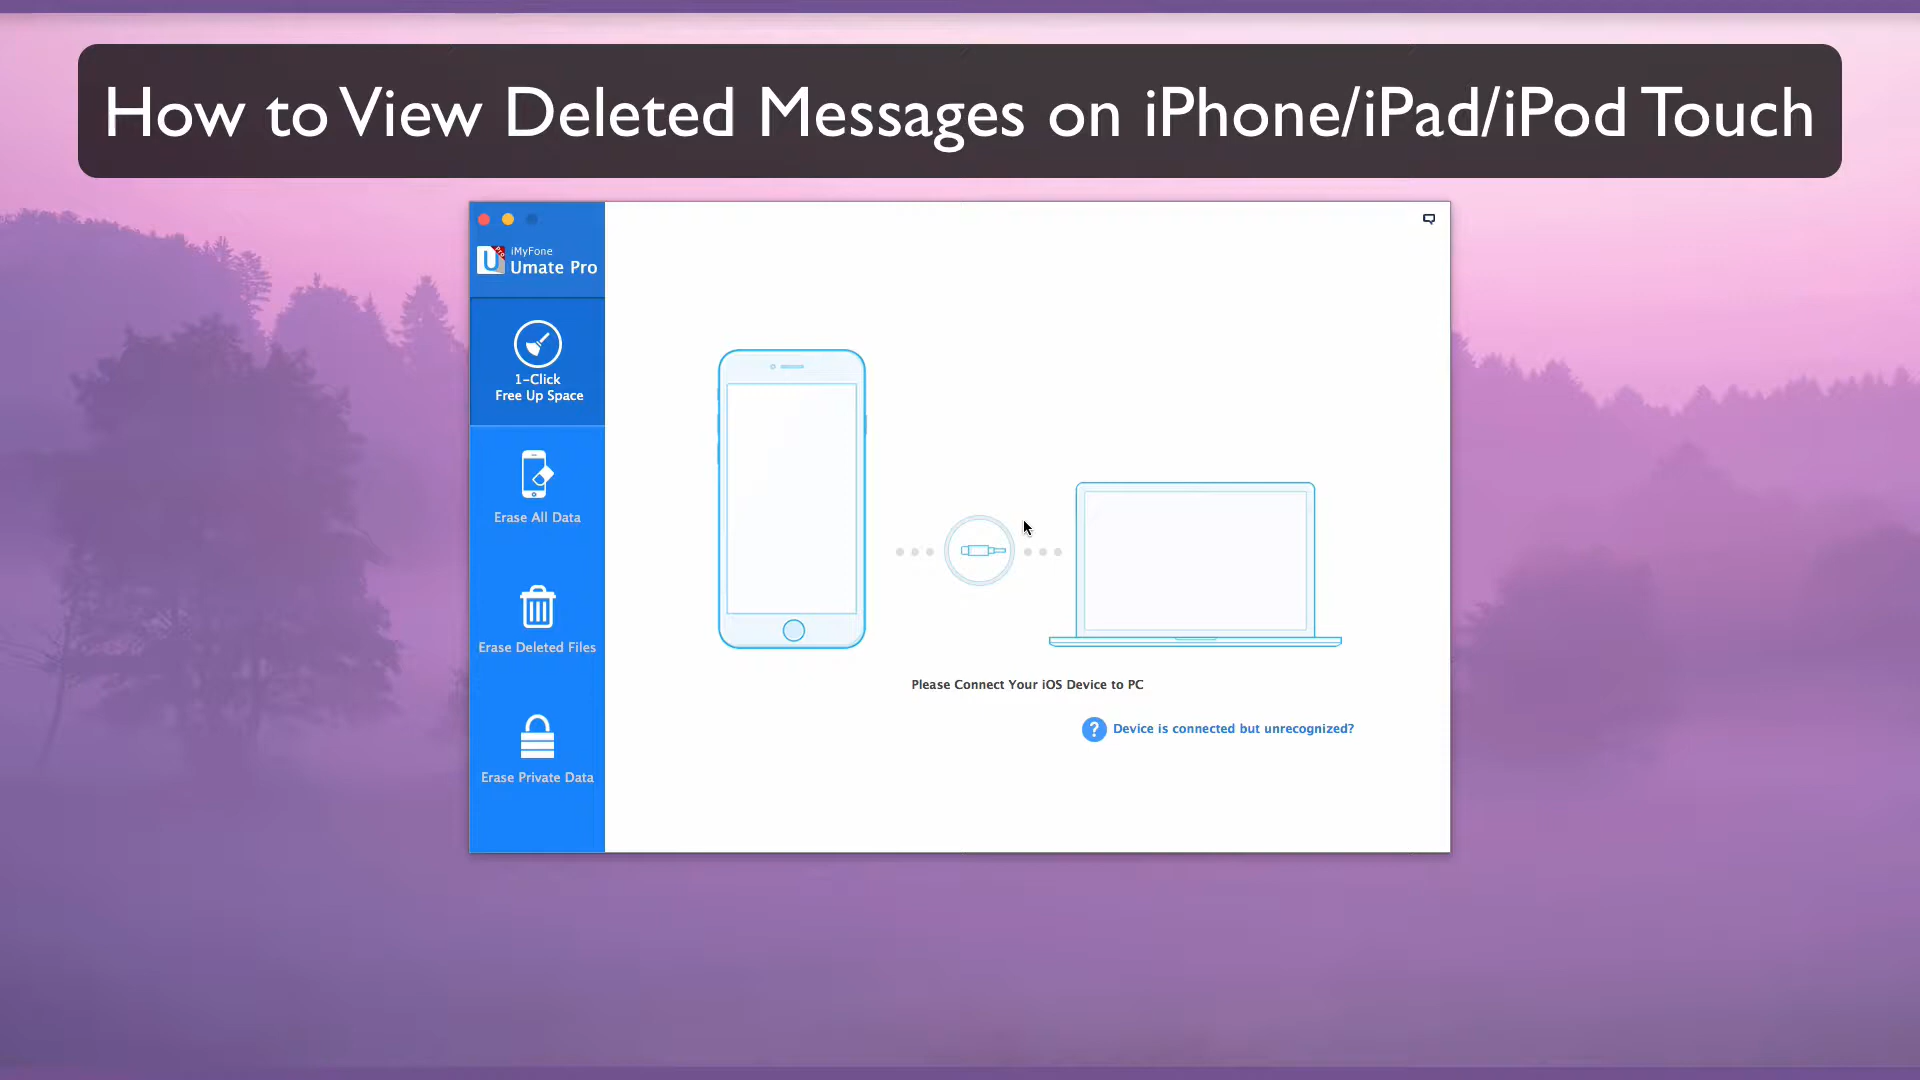 How to View Deleted Messages on iPhone/iPad/iPod Touch
iMyFone
Umate Pro
1-Click
Free Up Space
Erase All Data
Erase Deleted Files
Erase Private Data
Please Connect Your iOS Device to PC
? Device is connected but unrecognized?